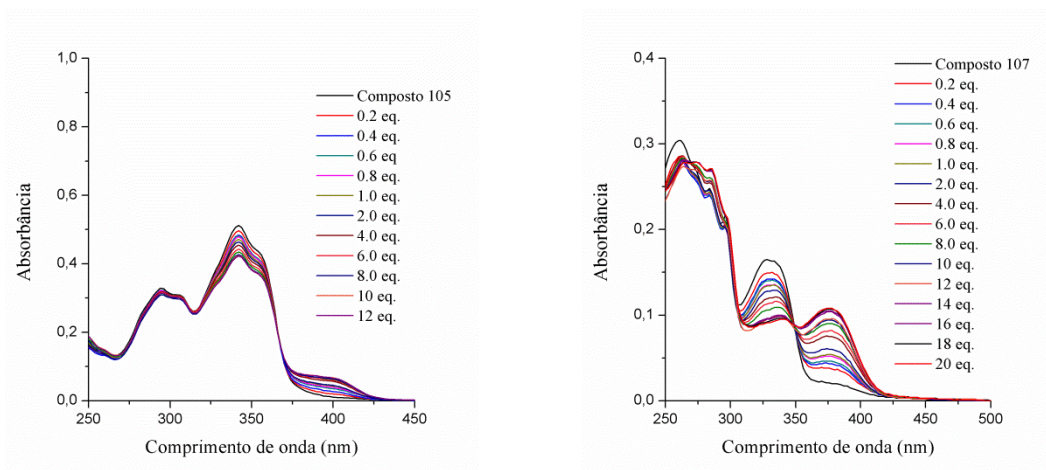 1,0
0,8
0,6
0,4
0,2
0,0
Absorbância
250
300
350
400
450
Comprimento de onda (nm)
Composto 105
0.2 eq.
0.4 eq.
0.6 eq
0.8 eq.
1.0 eq.
2.0 eq.
4.0 eq.
6.0 eq.
8.0 eq.
10 eq.
12 eq.
0,4
0,3
0,2
0,1
0,0
Absorbância
250
300
350
400
450
500
Comprimento de onda (nm)
Composto 107
0.2 eq.
0.4 eq.
0.6 eq.
0.8 eq.
1.0 eq.
2.0 eq.
4.0 eq.
6.0 eq.
8.0 eq.
10 eq.
12 eq.
14 eq.
16 eq.
18 eq.
20 eq.